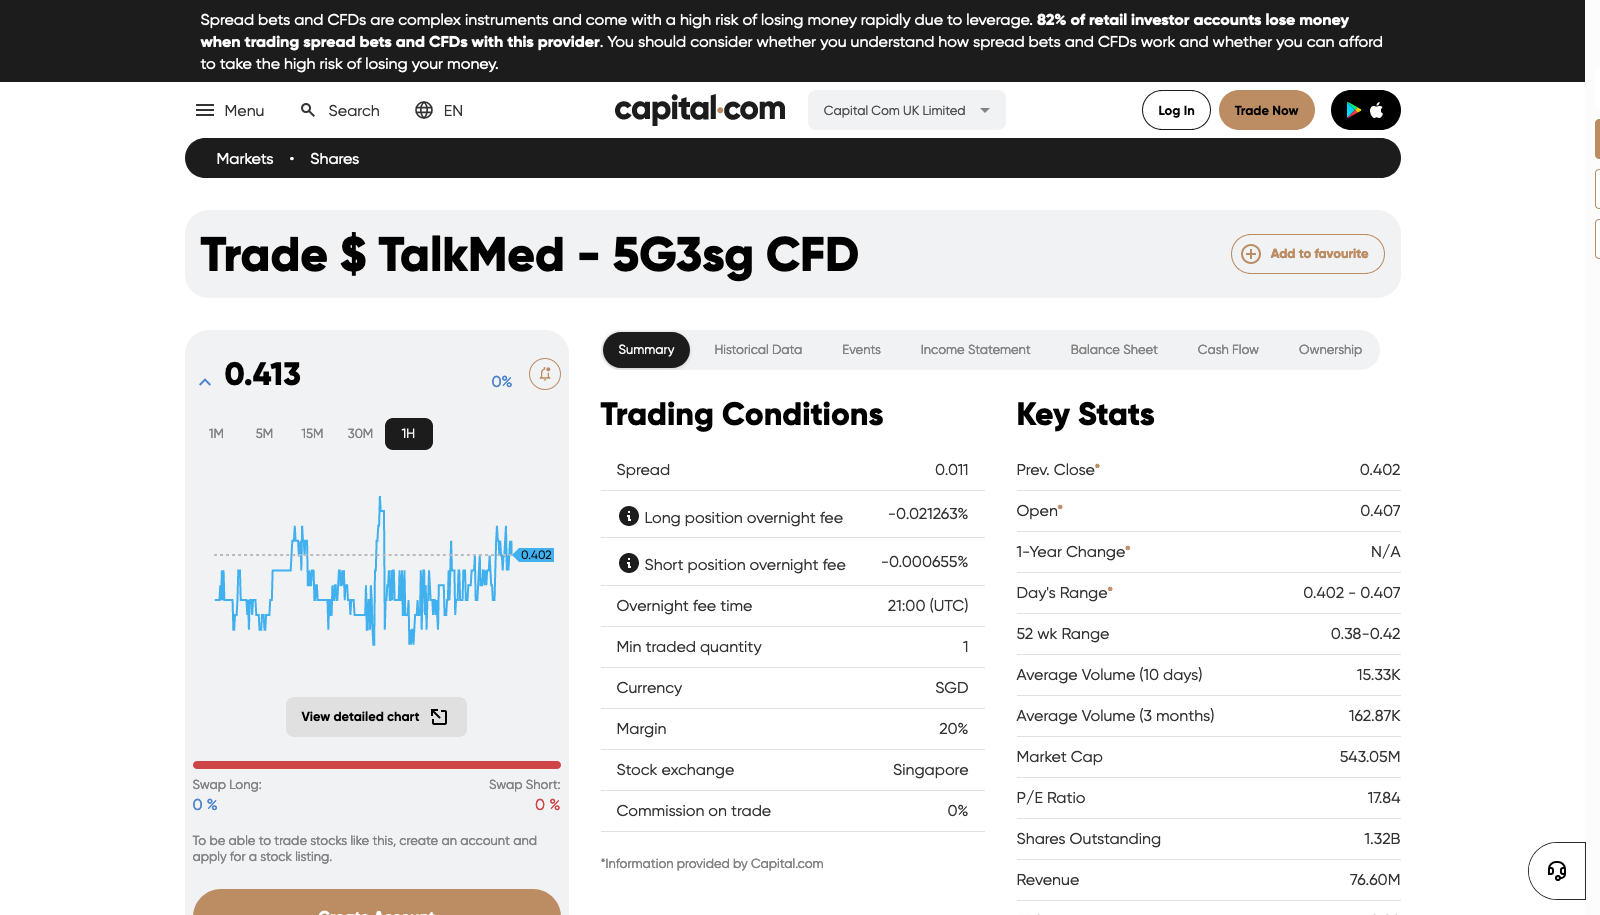 Spread bets and CFDs are complex instruments and come with a high risk of losing money rapidly due to leverage. 82% of retail investor accounts lose money
when trading spread bets and CFDs with this provider. You should consider whether you understand how spread bets and CFDs work and whether you can afford
to take the high risk of losing your money.
Menu Search EN capital.com Capital Com UK Limited Log In Trade Now
Markets • Shares
Trade $ TalkMed - 5G3sg CFD Add to favourite
0.413 0%
1M 5M 15M 30M 1H
0.402
View detailed chart
Swap Long: Swap Short:
0 % 0 %
To be able to trade stocks like this, create an account and
apply for a stock listing.
Create Account
Summary Historical Data Events Income Statement Balance Sheet Cash Flow Ownership
Trading Conditions
Spread 0.011
Long position overnight fee -0.021263%
Short position overnight fee -0.000655%
Overnight fee time 21:00 (UTC)
Min traded quantity 1
Currency SGD
Margin 20%
Stock exchange Singapore
Commission on trade 0%
*Information provided by Capital.com
Key Stats
Prev. Close* 0.402
Open* 0.407
1-Year Change* N/A
Day's Range* 0.402 - 0.407
52 wk Range 0.38-0.42
Average Volume (10 days) 15.33K
Average Volume (3 months) 162.87K
Market Cap 543.05M
P/E Ratio 17.84
Shares Outstanding 1.32B
Revenue 76.60M